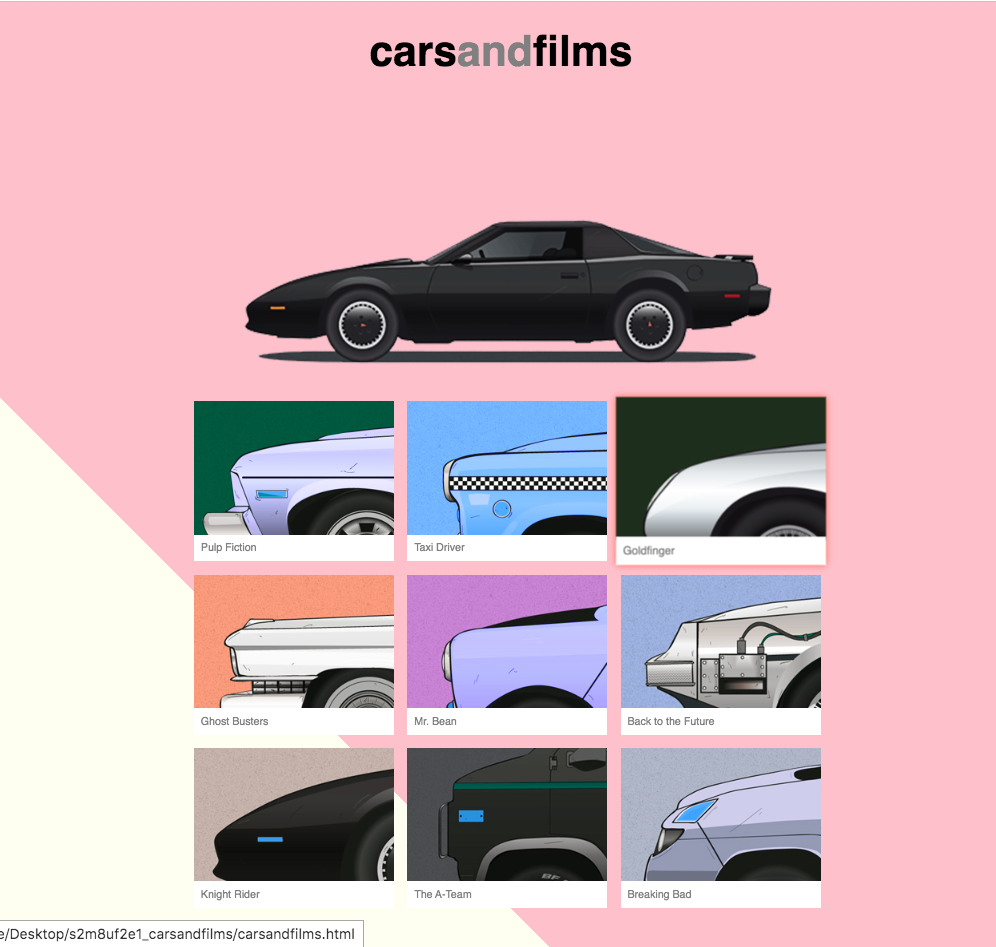 carsandfilms
Pulp Fiction
Taxi Driver
Goldfinger
Ghost Busters
Mr. Bean
Back to the Future
Knight Rider
The A-Team
Breaking Bad
e/Desktop/s2m8uf2e1_carsandfilms/carsandfilms.html